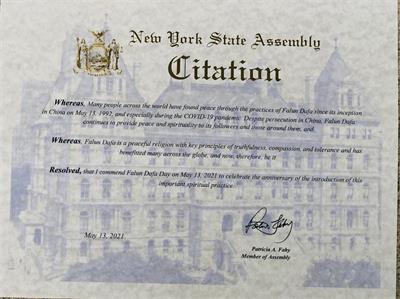 New York State Assembly
Citation
Whereas, Many people across the world have found peace through the practices of Falun Dafa since its inception
in China on May 13, 1992, and especially during the COVID-19 pandemic. Despite persecution in China, Falun Dafa
continues to provide peace and spirituality to its followers and those around them, and
Whereas, Falun Dafa is a peaceful religion with key principles of truthfulness, compassion, and tolerance and has
benefited many across the globe, and now, therefore, be it
Resolved, that I commend Falun Dafa Day on May 13, 2021 to celebrate the anniversary of the introduction of this
important spiritual practice.
May 13, 2021
Patricia A. Fahy
Member of Assembly